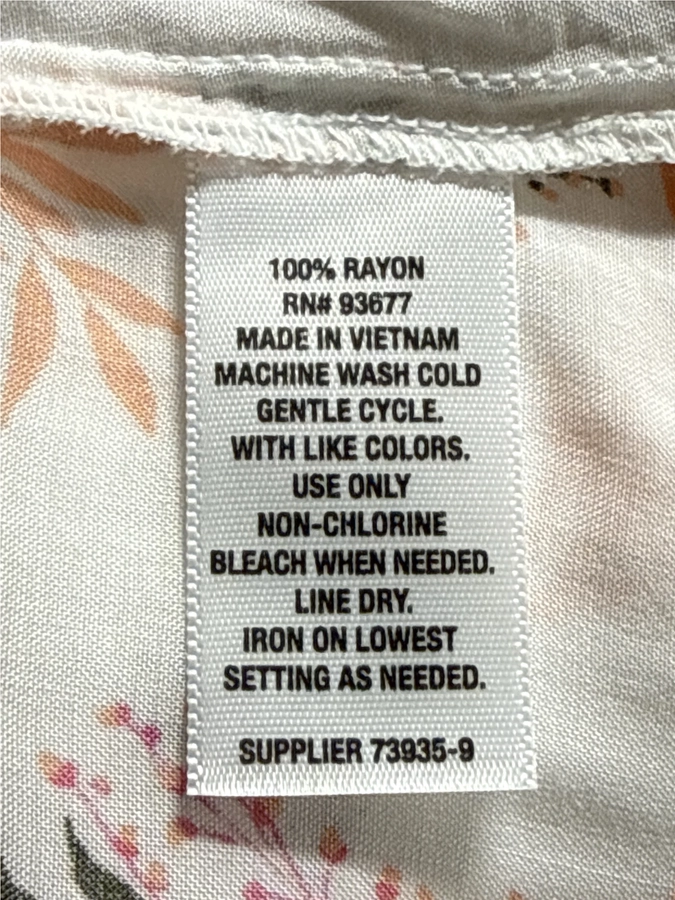 100% RAYON
RN# 93677
MADE IN VIETNAM
MACHINE WASH COLD
GENTLE CYCLE.
WITH LIKE COLORS.
USE ONLY
NON-CHLORINE
BLEACH WHEN NEEDED.
LINE DRY.
IRON ON LOWEST
SETTING AS NEEDED.
SUPPLIER 73935-9